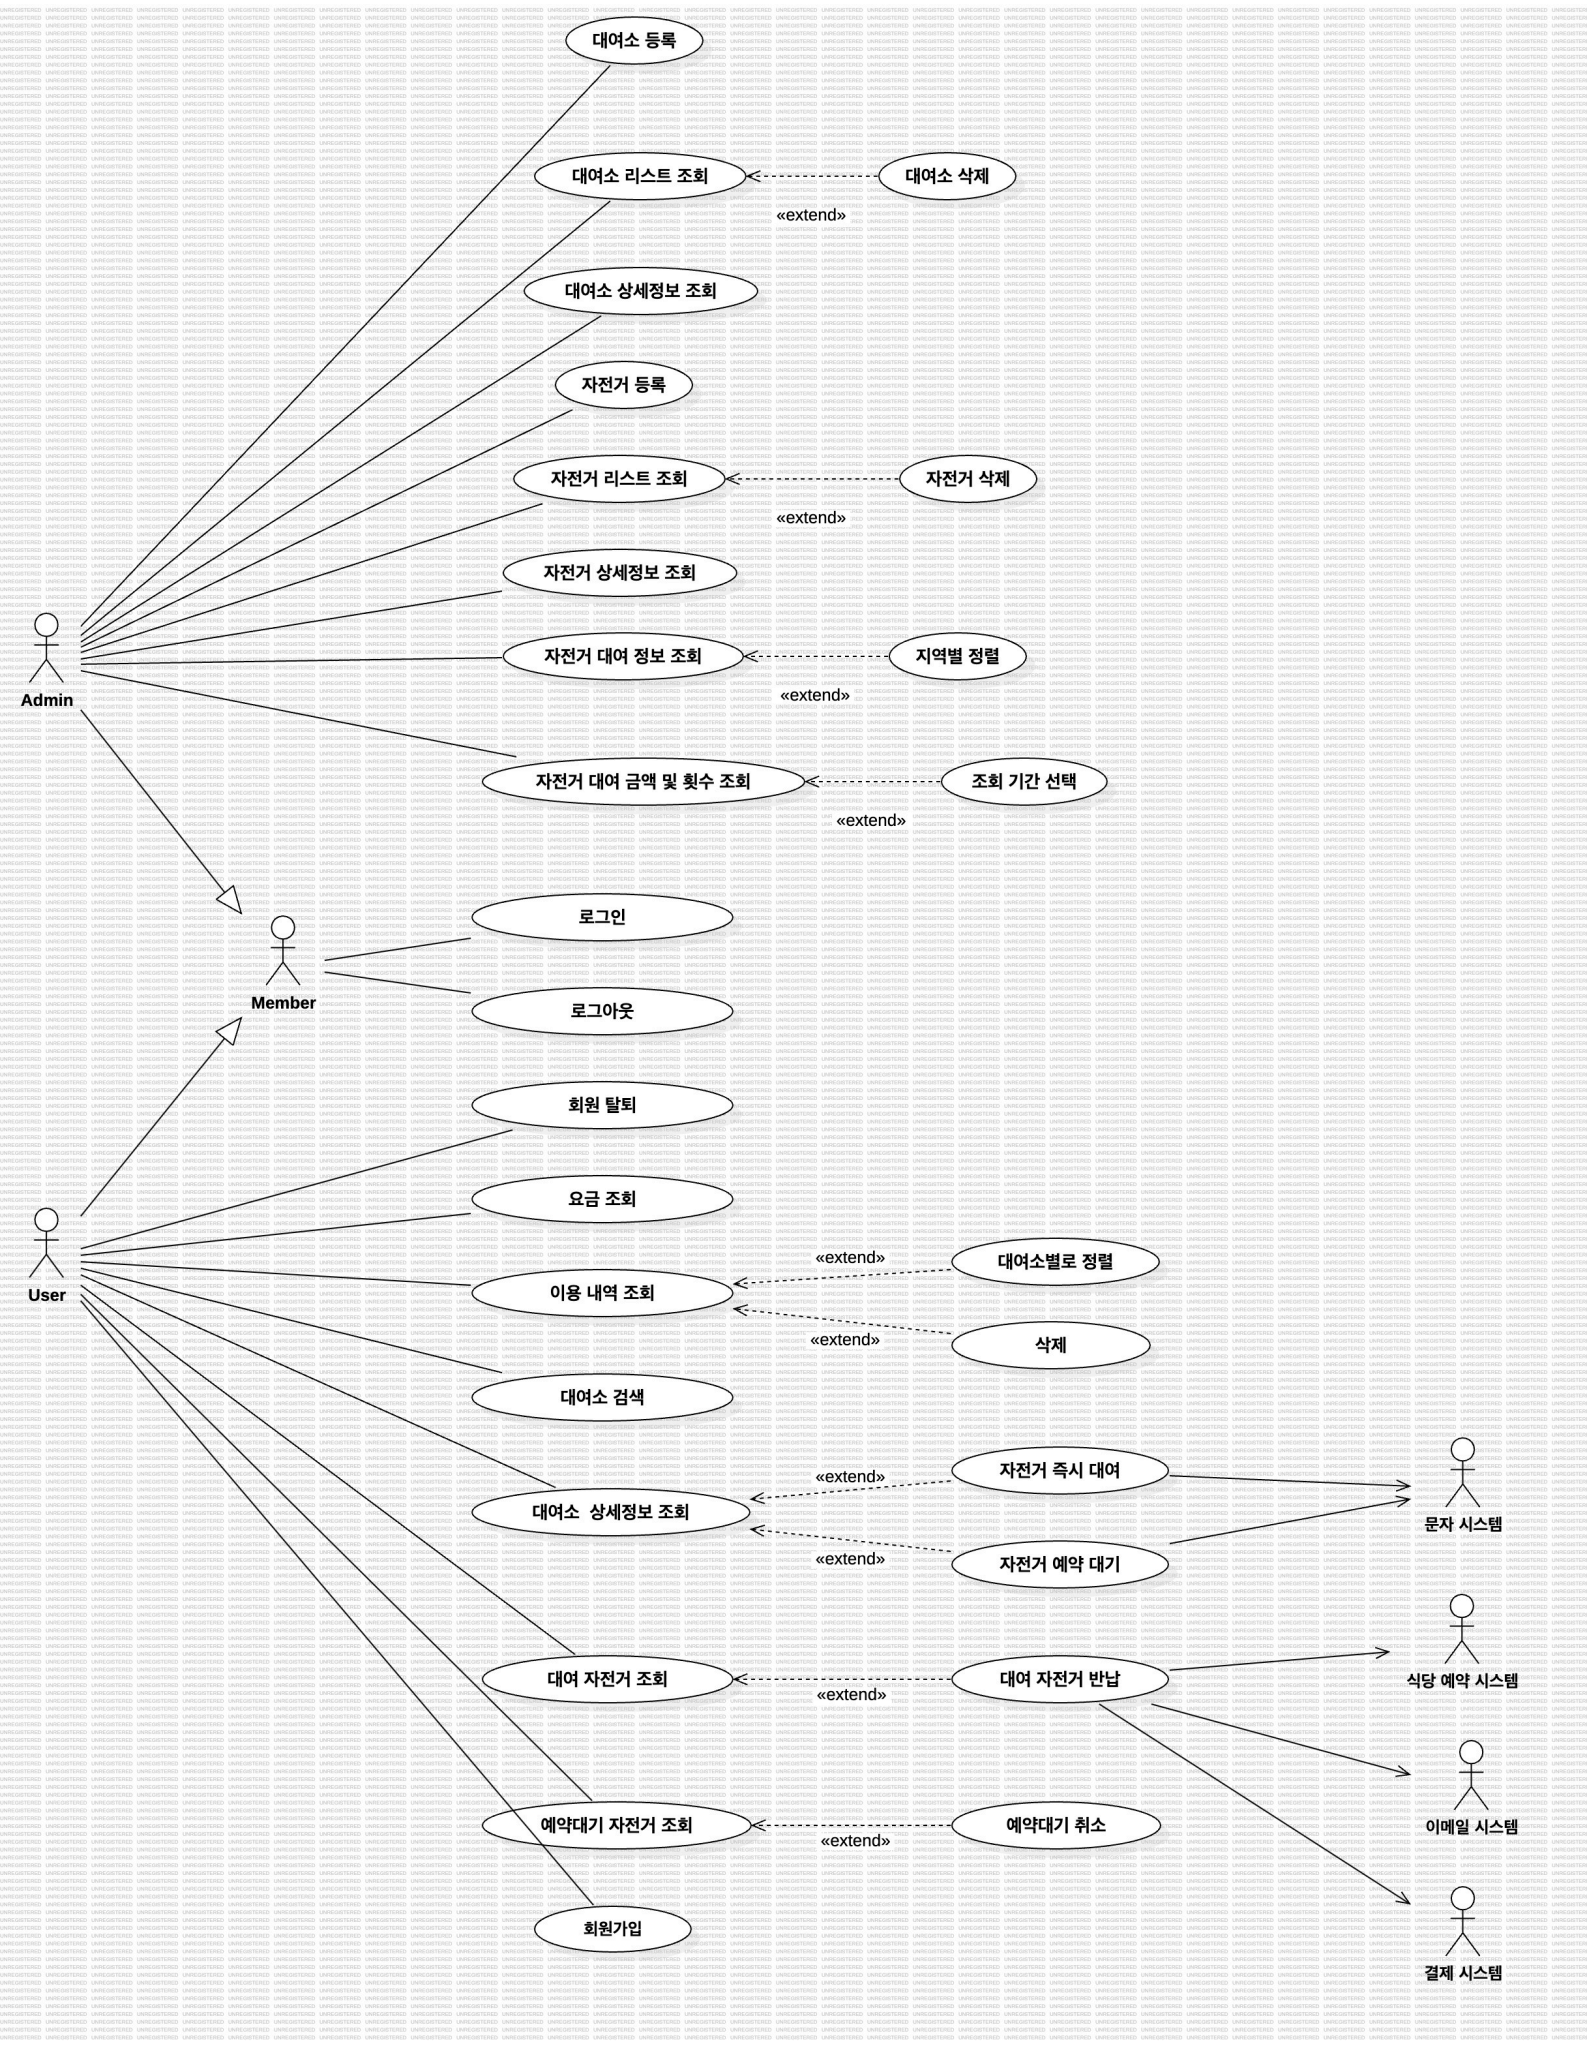 대여소 등록
대여소 리스트 조회
대여소 삭제
«extend»
대여소 상세정보 조회
자전거 등록
자전거 리스트 조회
자전거 삭제
«extend»
자전거 상세정보 조회
자전거 대여 정보 조회
지역별 정렬
«extend»
Admin
자전거 대여 금액 및 횟수 조회
조회 기간 선택
«extend»
로그인
Member
로그아웃
회원 탈퇴
요금 조회
User
«extend»
대여소별로 정렬
이용 내역 조회
«extend»
삭제
대여소 검색
«extend»
자전거 즉시 대여
대여소 상세정보 조회
문자 시스템
«extend»
자전거 예약 대기
대여 자전거 조회
«extend»
대여 자전거 반납
식당 예약 시스템
예약대기 자전거 조회
«extend»
예약대기 취소
이메일 시스템
회원가입
결제 시스템
UNREGISTERED